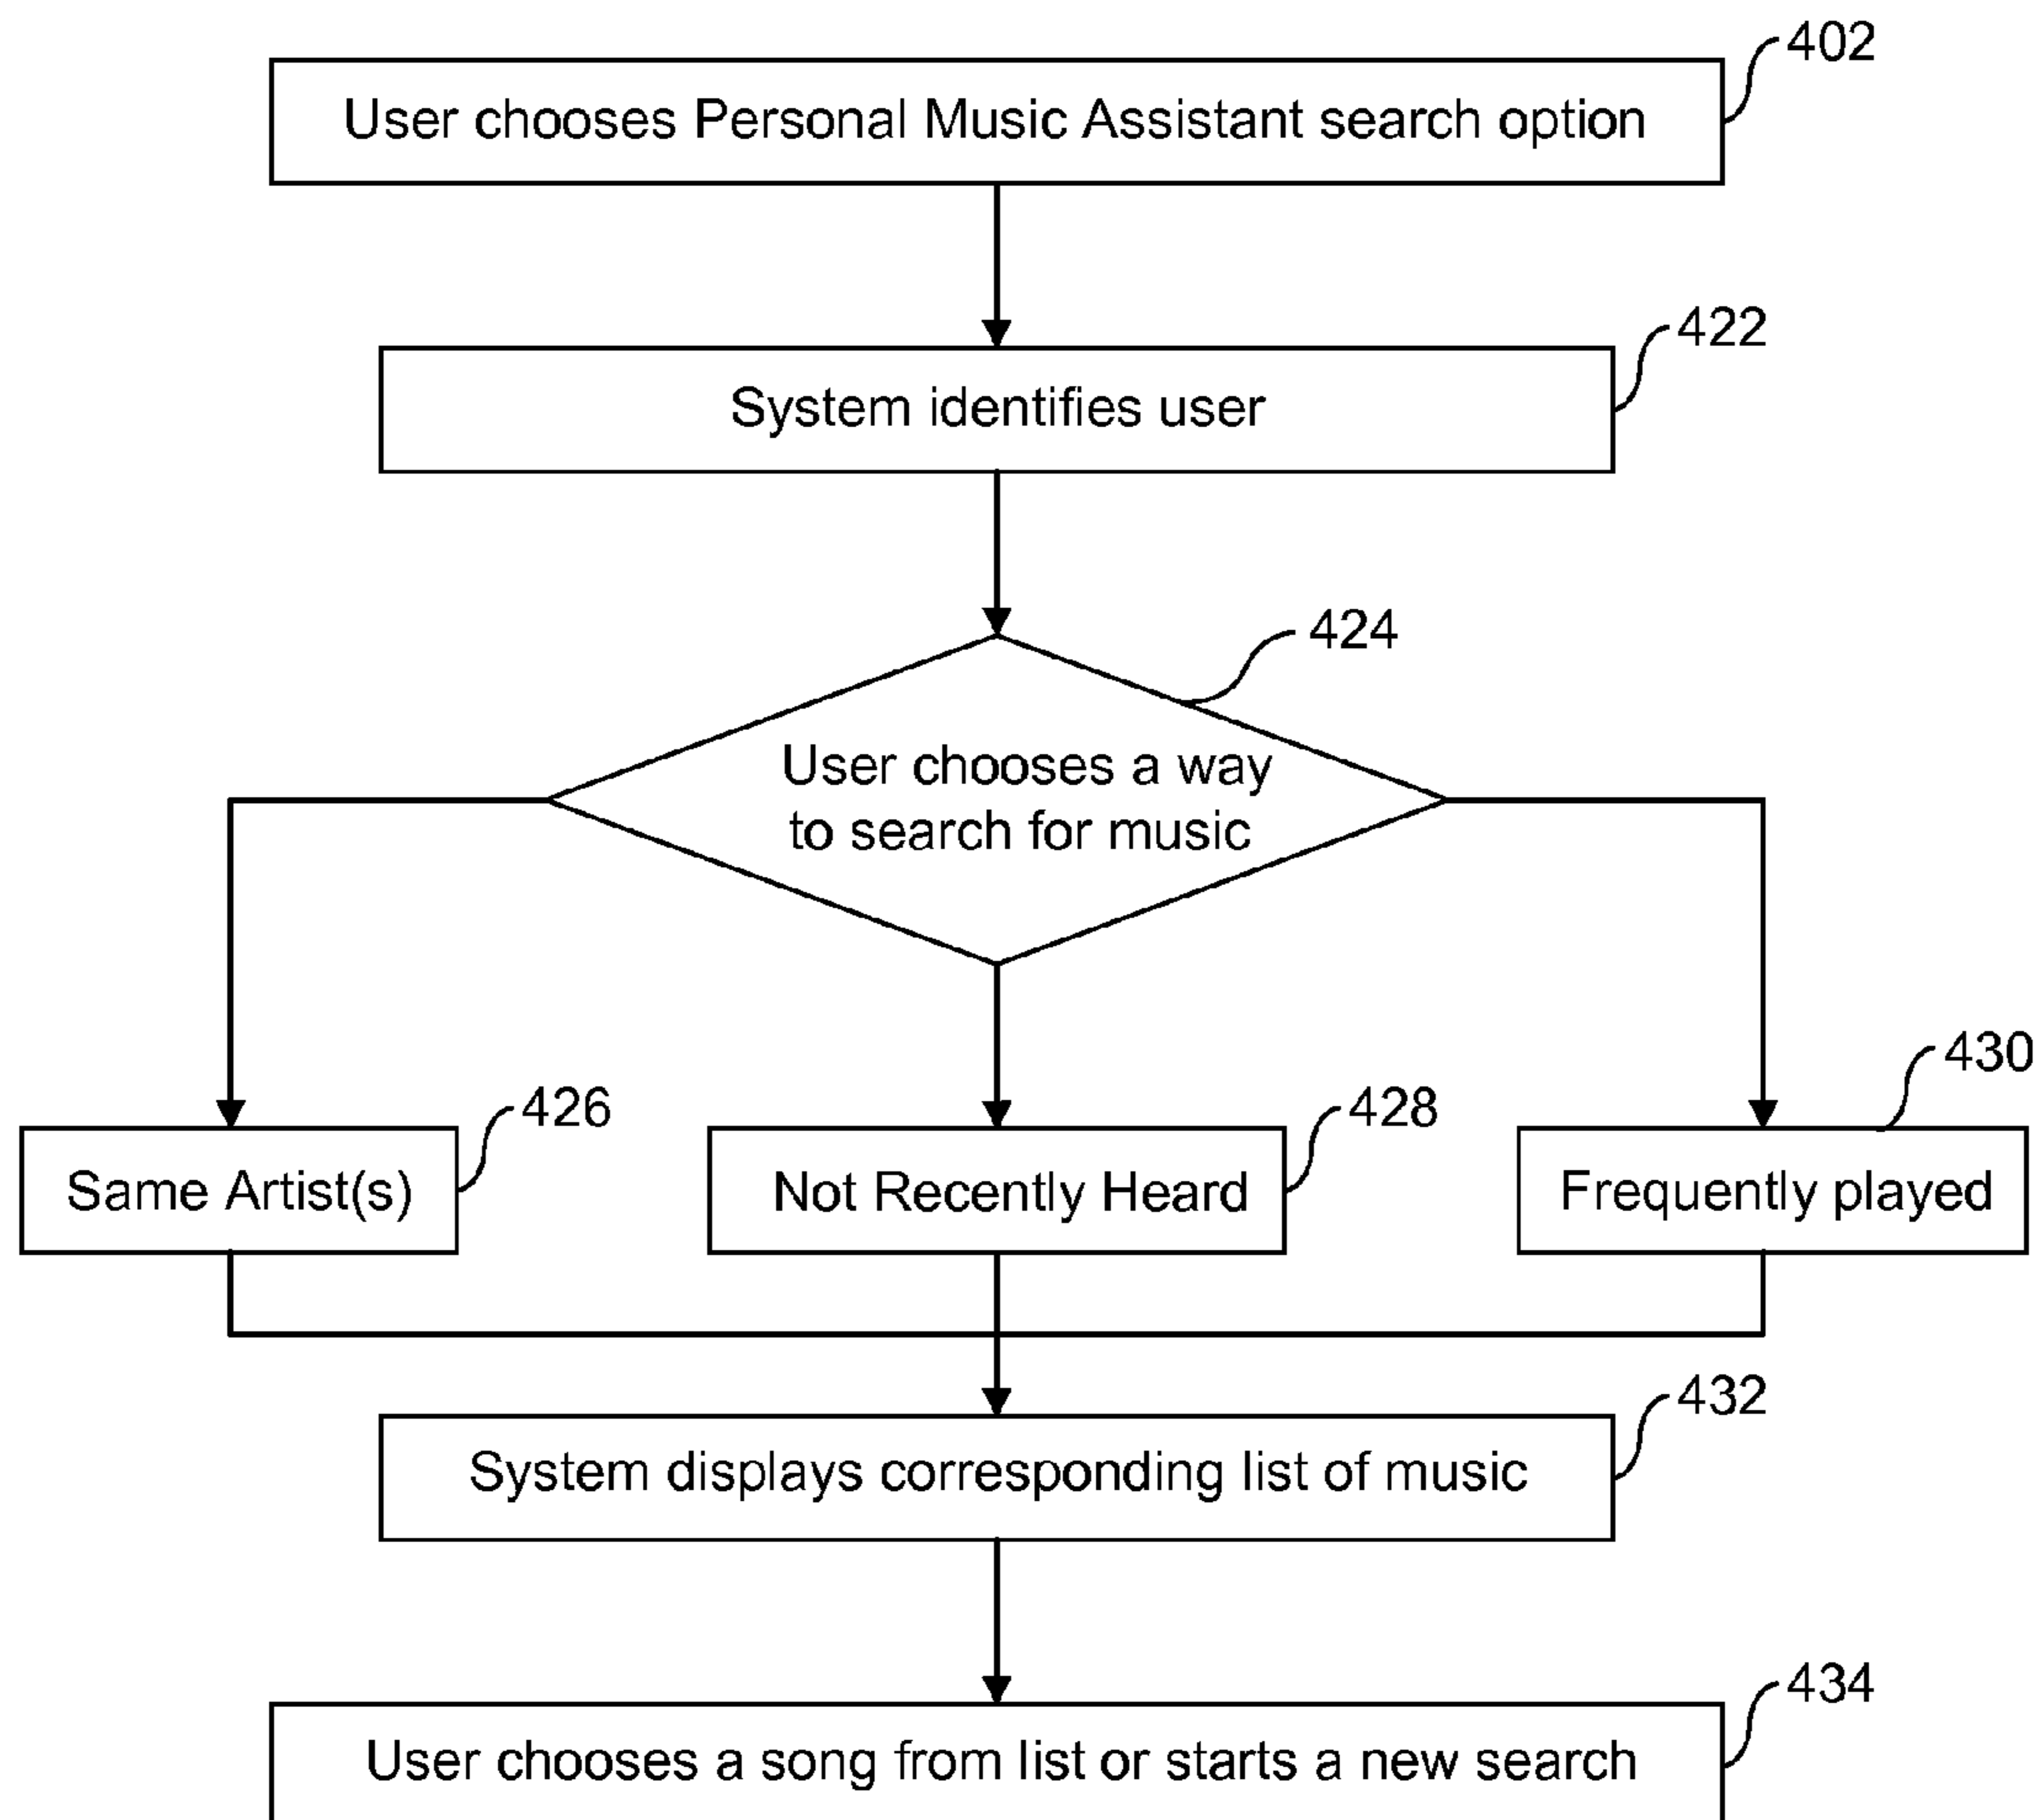 402
User chooses Personal Music Assistant search option
422
System identifies user
424
User chooses a way
to search for music
426
428
430
Same Artist(s)
Not Recently Heard
Frequently played
432
System displays corresponding list of music
434
User chooses a song from list or starts a new search